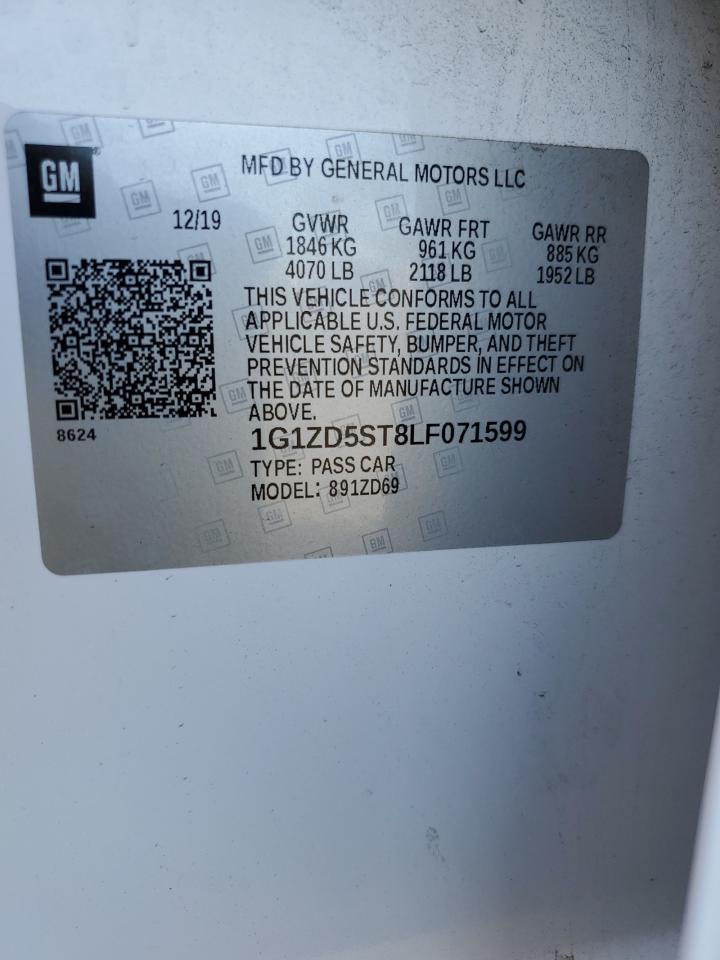 GM
MFD BY GENERAL MOTORS LLC
12/19
GVWR
1846 KG
4070 LB
GAWR FRT
961 KG
2118 LB
GAWR RR
885 KG
1952 LB
THIS VEHICLE CONFORMS TO ALL
APPLICABLE U.S. FEDERAL MOTOR
VEHICLE SAFETY, BUMPER, AND THEFT
PREVENTION STANDARDS IN EFFECT ON
THE DATE OF MANUFACTURE SHOWN
ABOVE.
8624
1G1ZD5ST8LF071599
TYPE: PASS CAR
MODEL: 891ZD69